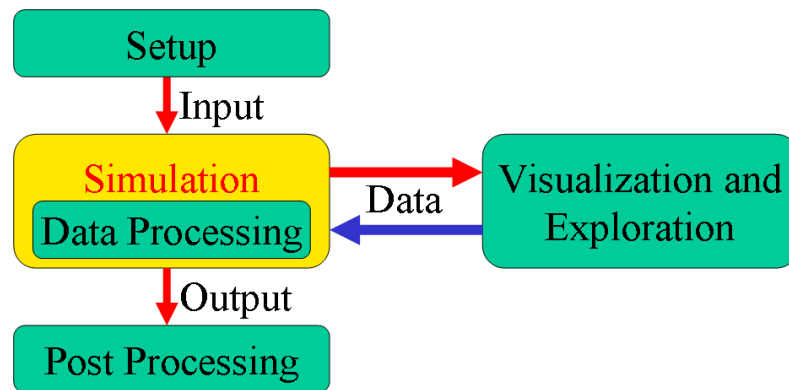 Setup
Input
Simulation
Data Processing
Data
Visualization and
Exploration
Output
Post Processing